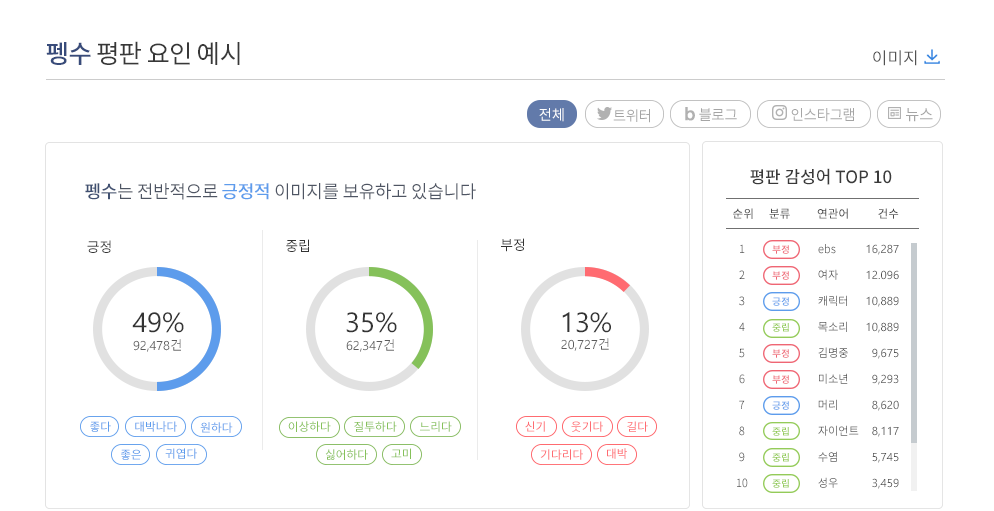 펭수 평판 요인 예시
이미지
전체 트위터 블로그 인스타그램 뉴스
펭수는 전반적으로 긍정적 이미지를 보유하고 있습니다
긍정
49%
92,478건
좋다 대박나다 원하다
좋은 귀엽다
중립
35%
62,347건
이상하다 질투하다 느리다
싫어하다 고미
부정
13%
20,727건
신기 웃기다 길다
기다리다 대박
평판 감성어 TOP 10
순위 분류 연관어 건수
1 부정 ebs 16,287
2 부정 여자 12.096
3 긍정 캐릭터 10,889
4 중립 목소리 10,889
5 부정 김명중 9,675
6 부정 미소년 9,293
7 긍정 머리 8,620
8 중립 자이언트 8,117
9 중립 수염 5,745
10 중립 성우 3,459